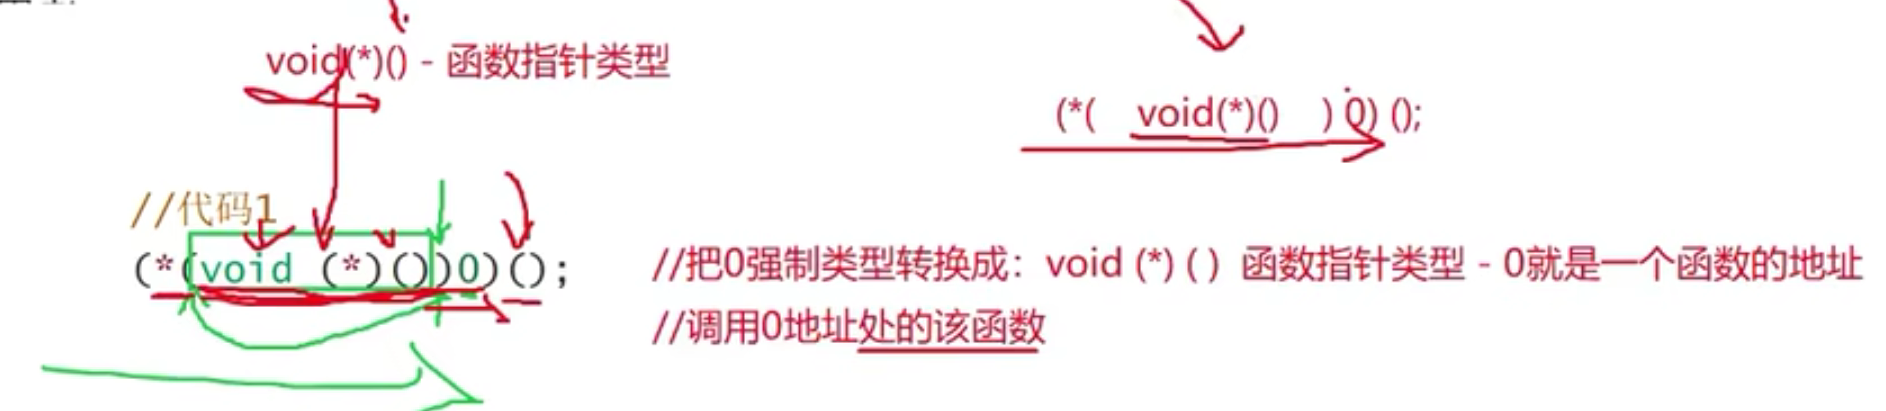 void(*)() - 函数指针类型
(*( void(*)() ) 0) ();
//代码1
(*(void (*)())0)();
//把0强制类型转换成：void (*) ( ) 函数指针类型 - 0就是一个函数的地址
//调用0地址处的该函数